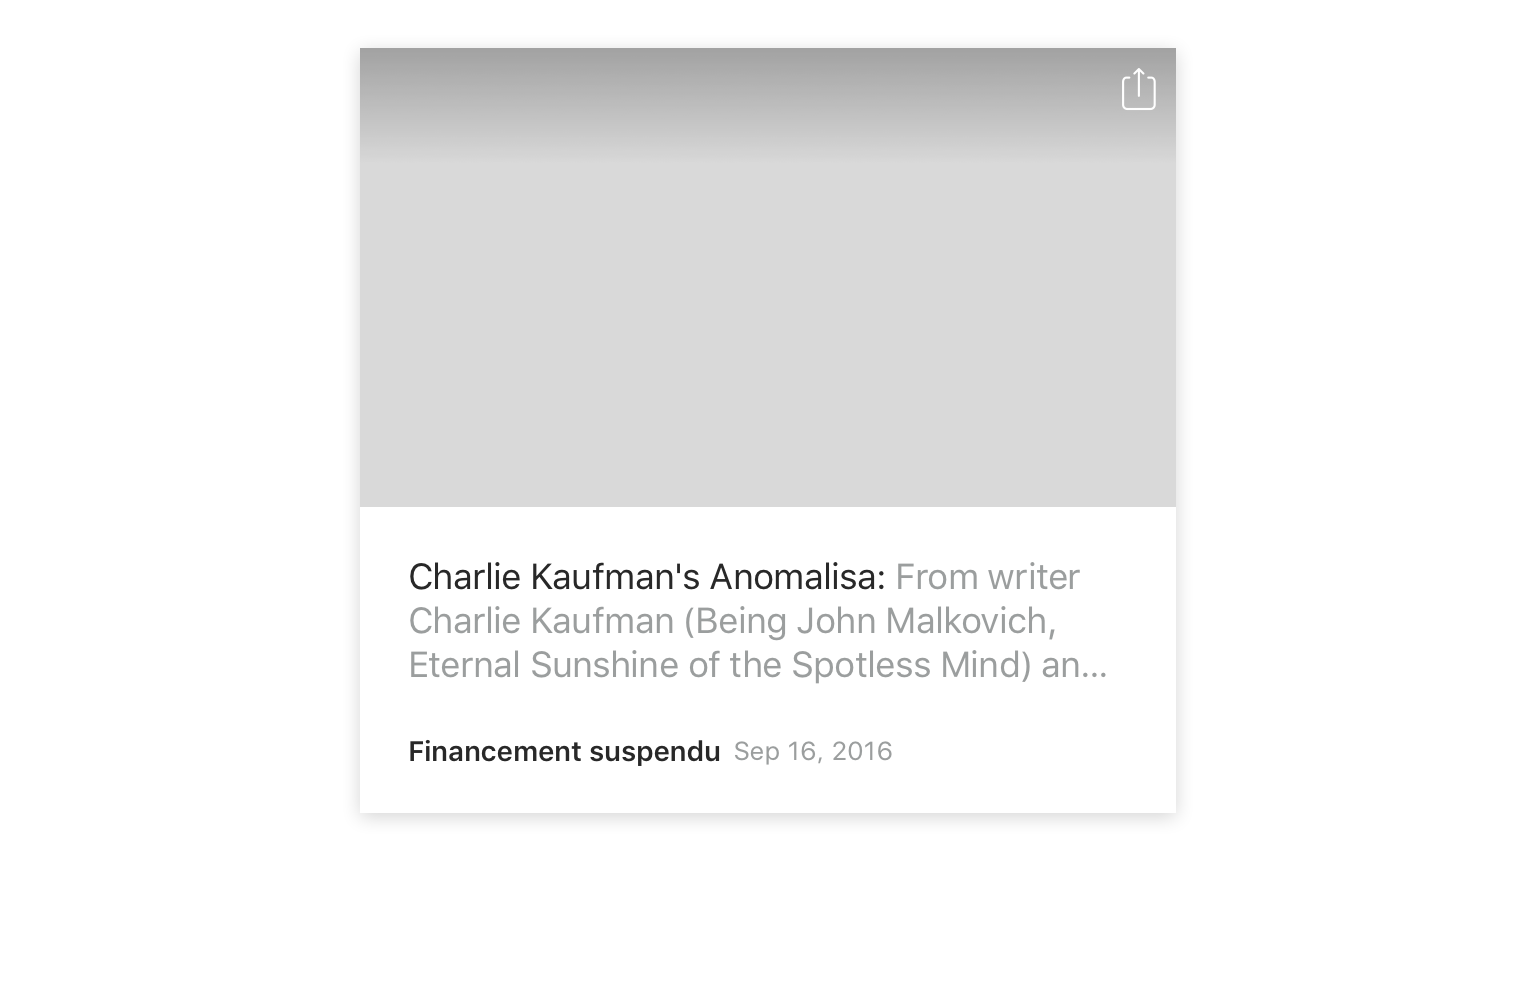 Charlie Kaufman's Anomalisa: From writer
Charlie Kaufman (Being John Malkovich,
Eternal Sunshine of the Spotless Mind) an...
Financement suspendu Sep 16, 2016